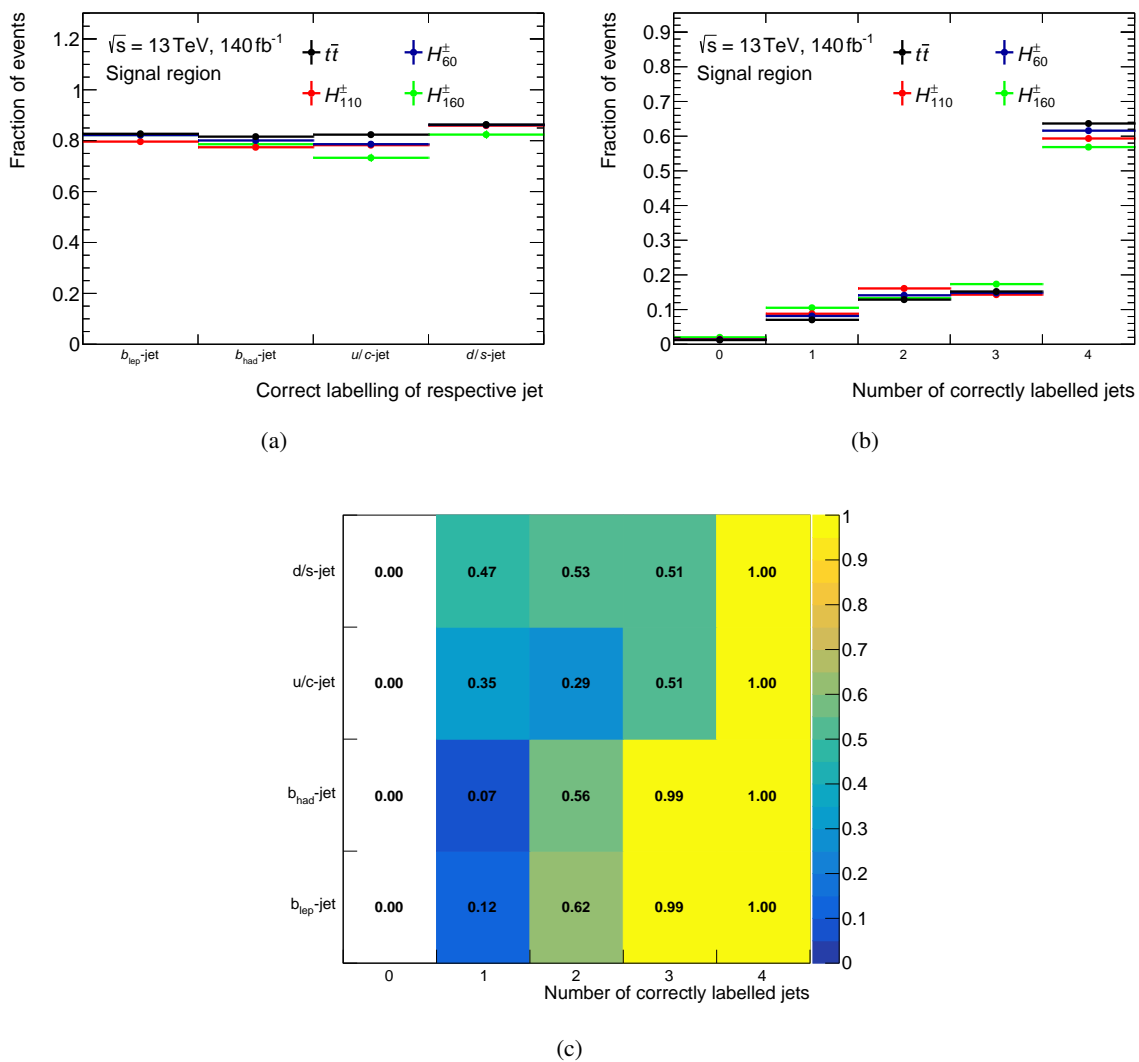 Fraction of events
1.2
1
0.8
0.6
0.4
0.2
0
√s = 13 TeV, 140 fb⁻¹
Signal region
tt̄
H±60
H±110
H±160
b_lep-jet
b_had-jet
u/c-jet
d/s-jet
Correct labelling of respective jet
(a)
Fraction of events
0.9
0.8
0.7
0.6
0.5
0.4
0.3
0.2
0.1
0
√s = 13 TeV, 140 fb⁻¹
Signal region
tt̄
H±60
H±110
H±160
0 1 2 3 4
Number of correctly labelled jets
(b)
d/s-jet 0.00 0.47 0.53 0.51 1.00
u/c-jet 0.00 0.35 0.29 0.51 1.00
b_had-jet 0.00 0.07 0.56 0.99 1.00
b_lep-jet 0.00 0.12 0.62 0.99 1.00
0 1 2 3 4
Number of correctly labelled jets
1
0.9
0.8
0.7
0.6
0.5
0.4
0.3
0.2
0.1
0
(c)